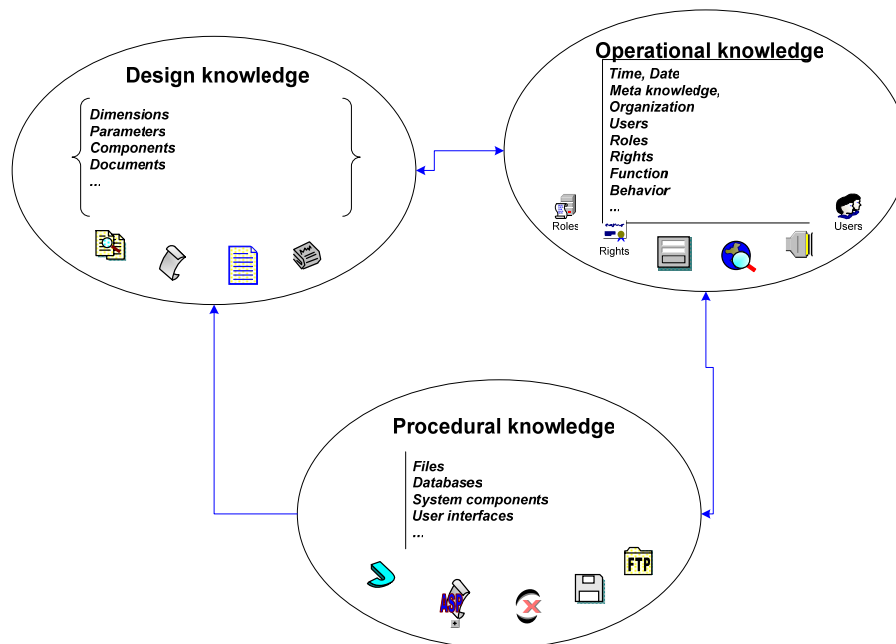 Design knowledge
Dimensions
Parameters
Components
Documents
...
Operational knowledge
Time, Date
Meta knowledge,
Organization
Users
Roles
Rights
Function
Behavior
...
Roles
Rights
Users
Procedural knowledge
Files
Databases
System components
User interfaces
...
ASP
FTP